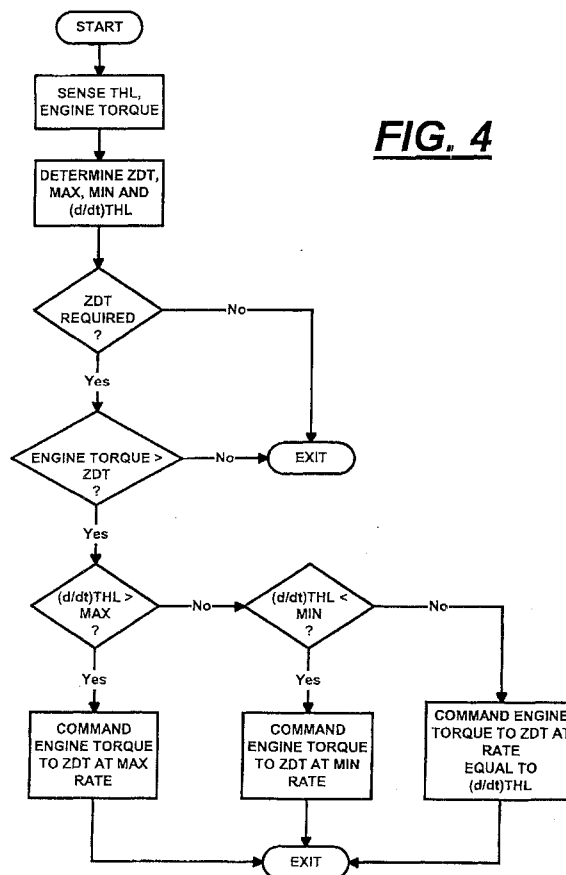 START
SENSE THL,
ENGINE TORQUE
FIG. 4
DETERMINE ZDT,
MAX, MIN AND
(d/dt)THL
ZDT
REQUIRED
?
No
Yes
ENGINE TORQUE >
ZDT
?
No
EXIT
Yes
(d/dt)THL >
MAX
?
No
(d/dt)THL <
MIN
?
No
Yes
Yes
COMMAND
ENGINE TORQUE
TO ZDT AT MAX
RATE
COMMAND
ENGINE TORQUE
TO ZDT AT MIN
RATE
COMMAND ENGINE
TORQUE TO ZDT AT
RATE
EQUAL TO
(d/dt)THL
EXIT